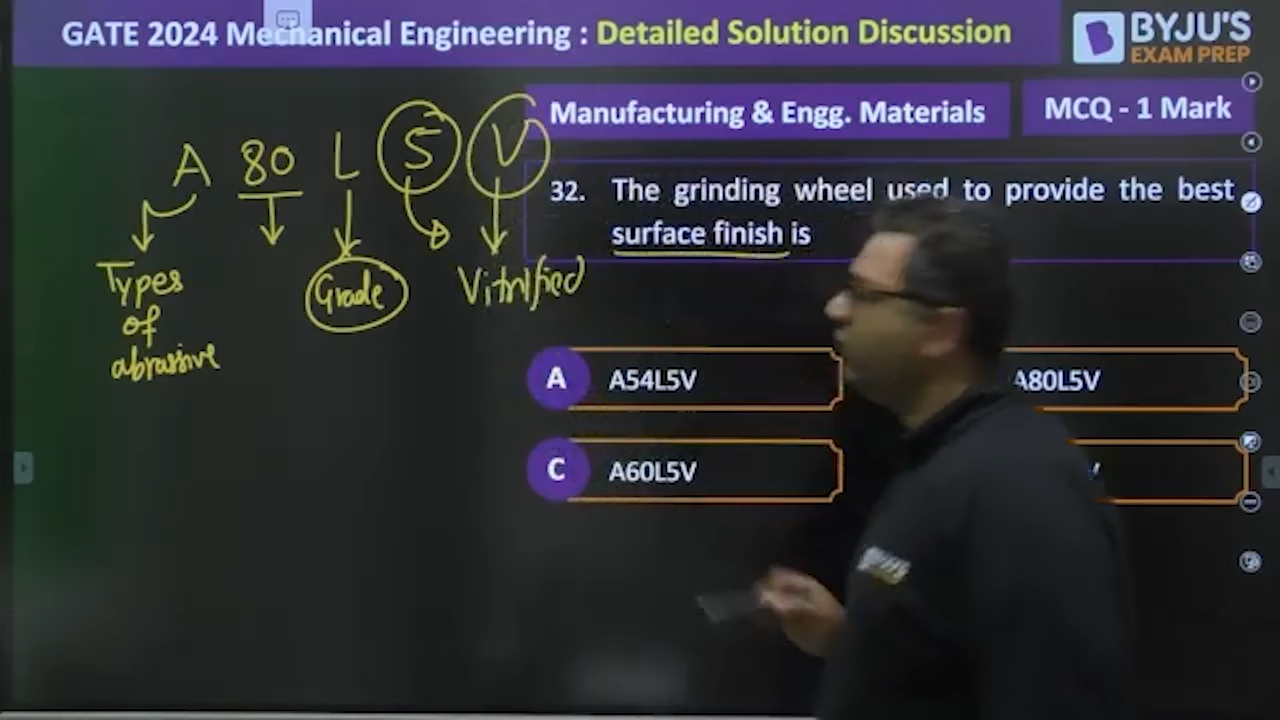 GATE 2024 Mechanical Engineering : Detailed Solution Discussion
BYJU'S
EXAM PREP
Manufacturing & Engg. Materials
MCQ - 1 Mark
A 80 L 5 V
32. The grinding wheel used to provide the best
surface finish is
Types
of
abrasive
Grade
Vitrified
A A54L5V
A80L5V
C A60L5V